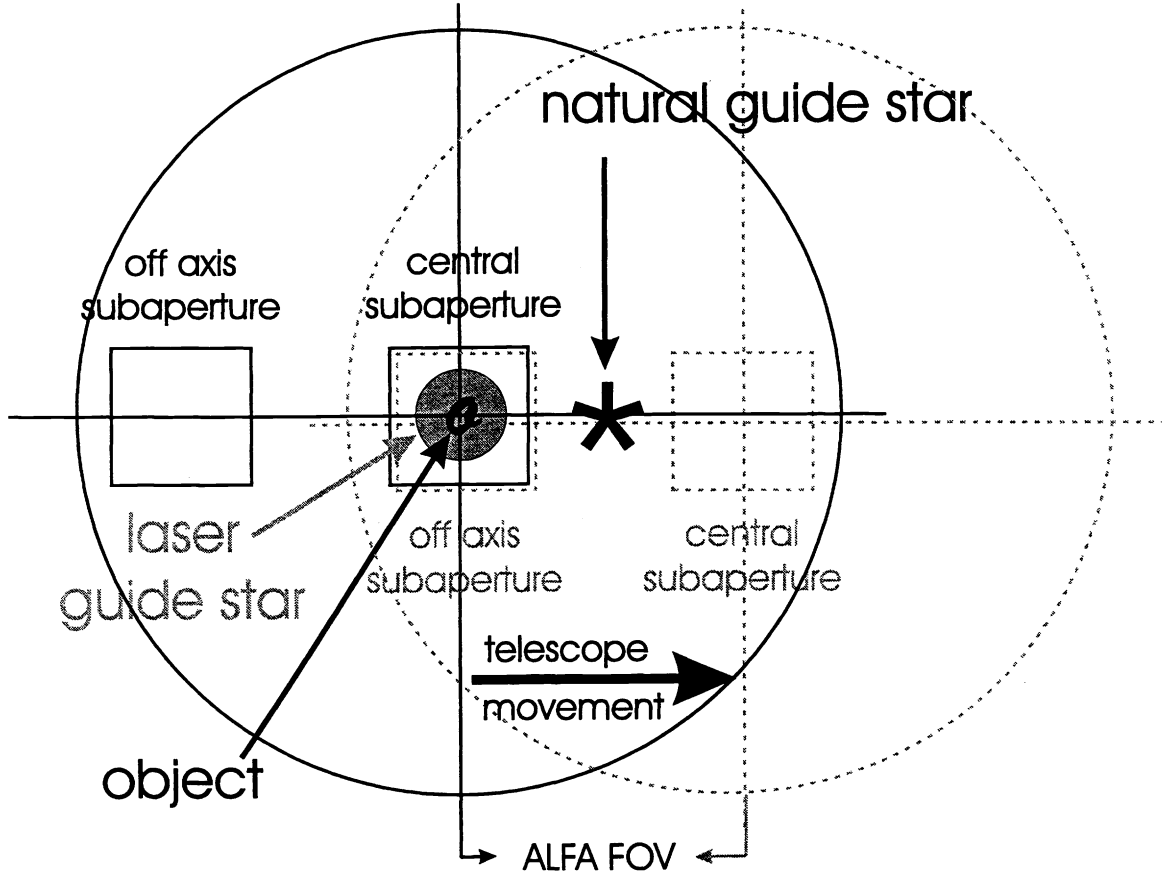 natural guide star
off axis
subaperture
central
subaperture
laser
guide star
off axis
subaperture
central
subaperture
telescope
movement
object
ALFA FOV